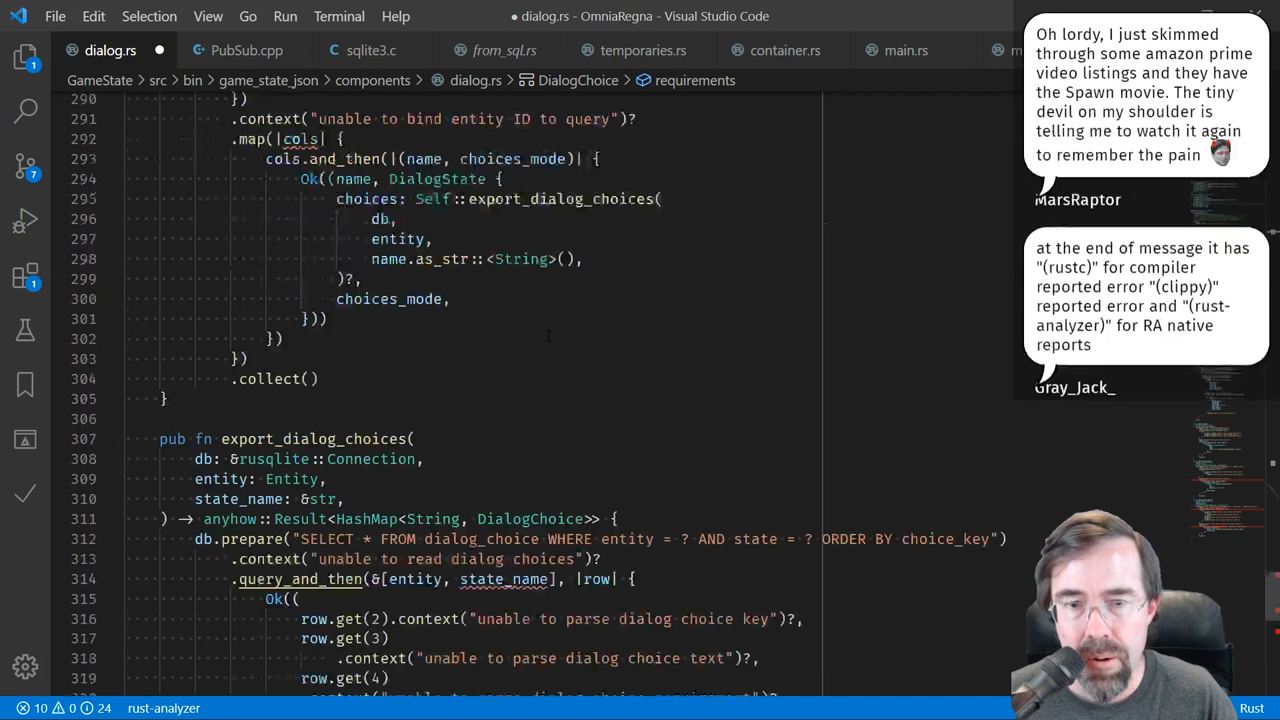 File Edit Selection View Go Run Terminal Help
● dialog.rs - OmniaRegna - Visual Studio Code
dialog.rs ● PubSub.cpp sqlite3.c from_sql.rs temporaries.rs container.rs main.rs m
GameState › src › bin › game_state_json › components › dialog.rs › DialogChoice › requirements
290 })
291 .context("unable to bind entity ID to query")?
292 .map(|cols| {
293 cols.and_then(|(name, choices_mode)| {
294 Ok((name, DialogState {
295 choices: Self::export_dialog_choices(
296 db,
297 entity,
298 name.as_str::<String>(),
299 )?,
300 choices_mode,
301 }))
302 })
303 })
304 .collect()
305 }
306
307 pub fn export_dialog_choices(
308 db: &rusqlite::Connection,
309 entity: Entity,
310 state_name: &str,
311 ) → anyhow::Result<HashMap<String, DialogChoice>> {
312 db.prepare("SELECT * FROM dialog_choice WHERE entity = ? AND state = ? ORDER BY choice_key")
313 .context("unable to read dialog choices")?
314 .query_and_then(&[entity, state_name], |row| {
315 Ok((
316 row.get(2).context("unable to parse dialog choice key")?,
317 row.get(3)
318 .context("unable to parse dialog choice text")?,
319 row.get(4)
Oh lordy, I just skimmed
through some amazon prime
video listings and they have
the Spawn movie. The tiny
devil on my shoulder is
telling me to watch it again
to remember the pain
MarsRaptor
at the end of message it has
"(rustc)" for compiler
reported error "(clippy)"
reported error and "(rust-
analyzer)" for RA native
reports
Gray_Jack_
1
7
1
10 0 24 rust-analyzer
Rust